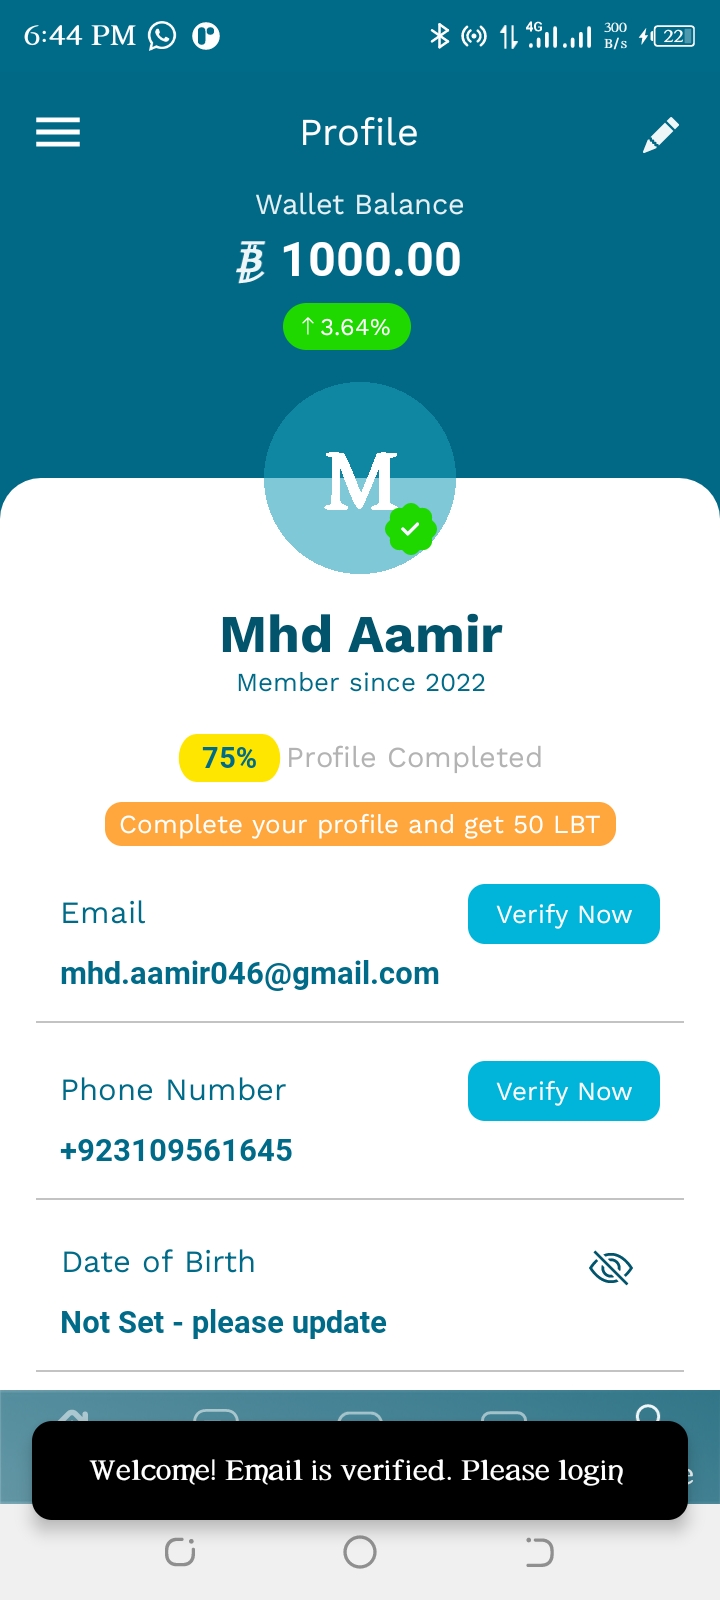 6:44 PM
4G
300 B/s
22
Profile
Wallet Balance
1000.00
↑ 3.64%
M
Mhd Aamir
Member since 2022
75% Profile Completed
Complete your profile and get 50 LBT
Email
Verify Now
mhd.aamir046@gmail.com
Phone Number
Verify Now
+923109561645
Date of Birth
Not Set - please update
Welcome! Email is verified. Please login